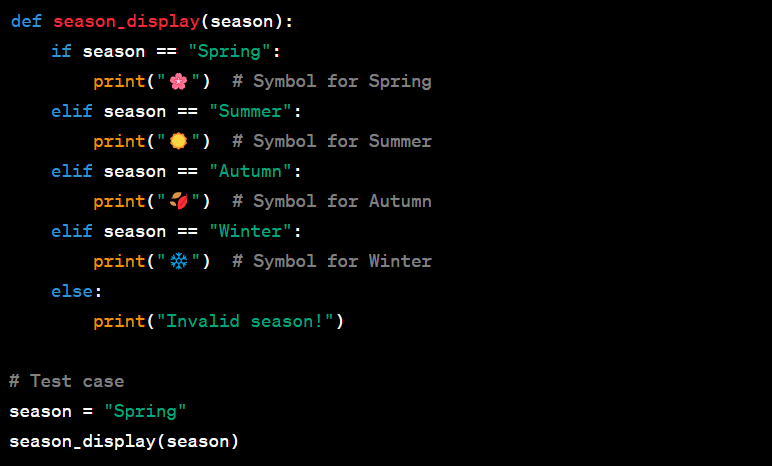 def season_display(season):
    if season == "Spring":
        print("🌸")  # Symbol for Spring
    elif season == "Summer":
        print("☀️")  # Symbol for Summer
    elif season == "Autumn":
        print("🍂")  # Symbol for Autumn
    elif season == "Winter":
        print("❄️")  # Symbol for Winter
    else:
        print("Invalid season!")

# Test case
season = "Spring"
season_display(season)